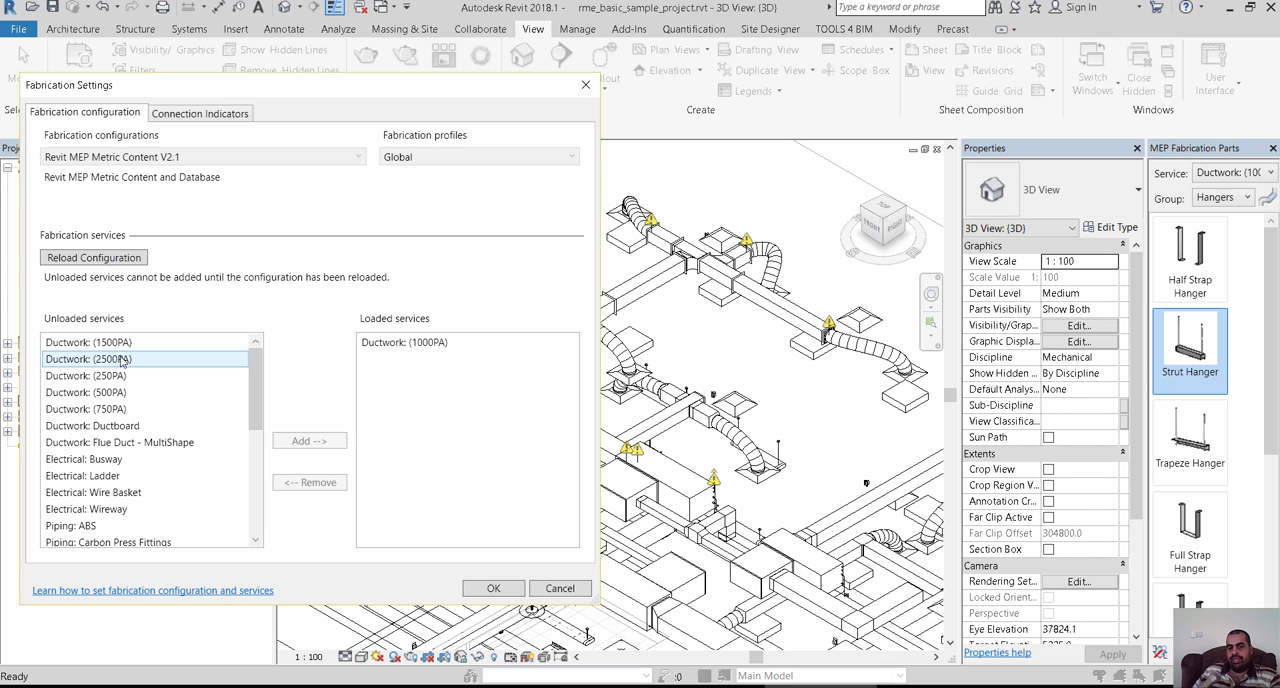 Autodesk Revit 2018.1 - rme_basic_sample_project.rvt - 3D View: {3D}
Type a keyword or phrase
Sign In
File
Architecture
Structure
Systems
Insert
Annotate
Analyze
Massing & Site
Collaborate
View
Manage
Add-Ins
Quantification
Site Designer
TOOLS 4 BIM
Modify
Precast
Visibility/ Graphics
Show Hidden Lines
Plan Views
Drafting View
Schedules
Sheet
Title Block
Filters
Remove Hidden Lines
Elevation
Duplicate View
Scope Box
View
Revisions
Legends
Guide Grid
Switch
Windows
Close
Hidden
User
Interface
Create
Sheet Composition
Windows
Fabrication Settings
Fabrication configuration
Connection Indicators
Fabrication configurations
Fabrication profiles
Revit MEP Metric Content V2.1
Global
Revit MEP Metric Content and Database
Fabrication services
Reload Configuration
Unloaded services cannot be added until the configuration has been reloaded.
Unloaded services
Loaded services
Ductwork: (1500PA)
Ductwork: (2500PA)
Ductwork: (250PA)
Ductwork: (500PA)
Ductwork: (750PA)
Ductwork: Ductboard
Ductwork: Flue Duct - MultiShape
Electrical: Busway
Electrical: Ladder
Electrical: Wire Basket
Electrical: Wireway
Piping: ABS
Piping: Carbon Press Fittings
Ductwork: (1000PA)
Add -->
<-- Remove
Learn how to set fabrication configuration and services
OK
Cancel
TOP
FRONT
RIGHT
Properties
3D View
3D View: {3D}
Edit Type
Graphics
View Scale 1 : 100
Scale Value 1: 100
Detail Level Medium
Parts Visibility Show Both
Visibility/Grap... Edit...
Graphic Displa... Edit...
Discipline Mechanical
Show Hidden ... By Discipline
Default Analys... None
Sub-Discipline
View Classifica...
Sun Path
Extents
Crop View
Crop Region V...
Annotation Cr...
Far Clip Active
Far Clip Offset 304800.0
Section Box
Camera
Rendering Set... Edit...
Locked Orient...
Perspective
Eye Elevation 37824.1
Properties help
Apply
MEP Fabrication Parts
Service: Ductwork: (10(
Group: Hangers
Half Strap
Hanger
Strut Hanger
Trapeze Hanger
Full Strap
Hanger
1 : 100
Ready
:0
Main Model